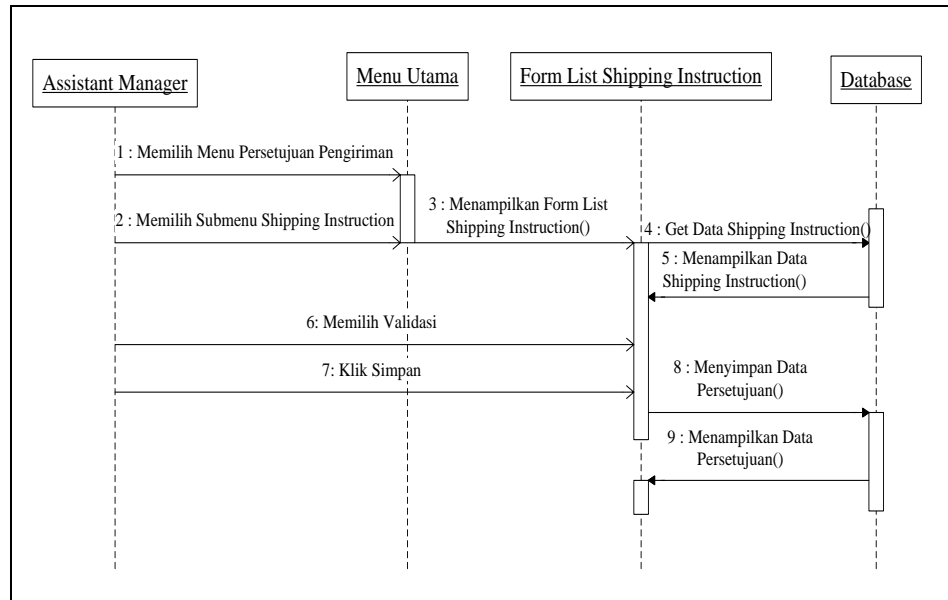 Assistant Manager
Menu Utama
Form List Shipping Instruction
Database
1 : Memilih Menu Persetujuan Pengiriman
2 : Memilih Submenu Shipping Instruction
3 : Menampilkan Form List
Shipping Instruction()
4 : Get Data Shipping Instruction()
5 : Menampilkan Data
Shipping Instruction()
6: Memilih Validasi
7: Klik Simpan
8 : Menyimpan Data
Persetujuan()
9 : Menampilkan Data
Persetujuan()